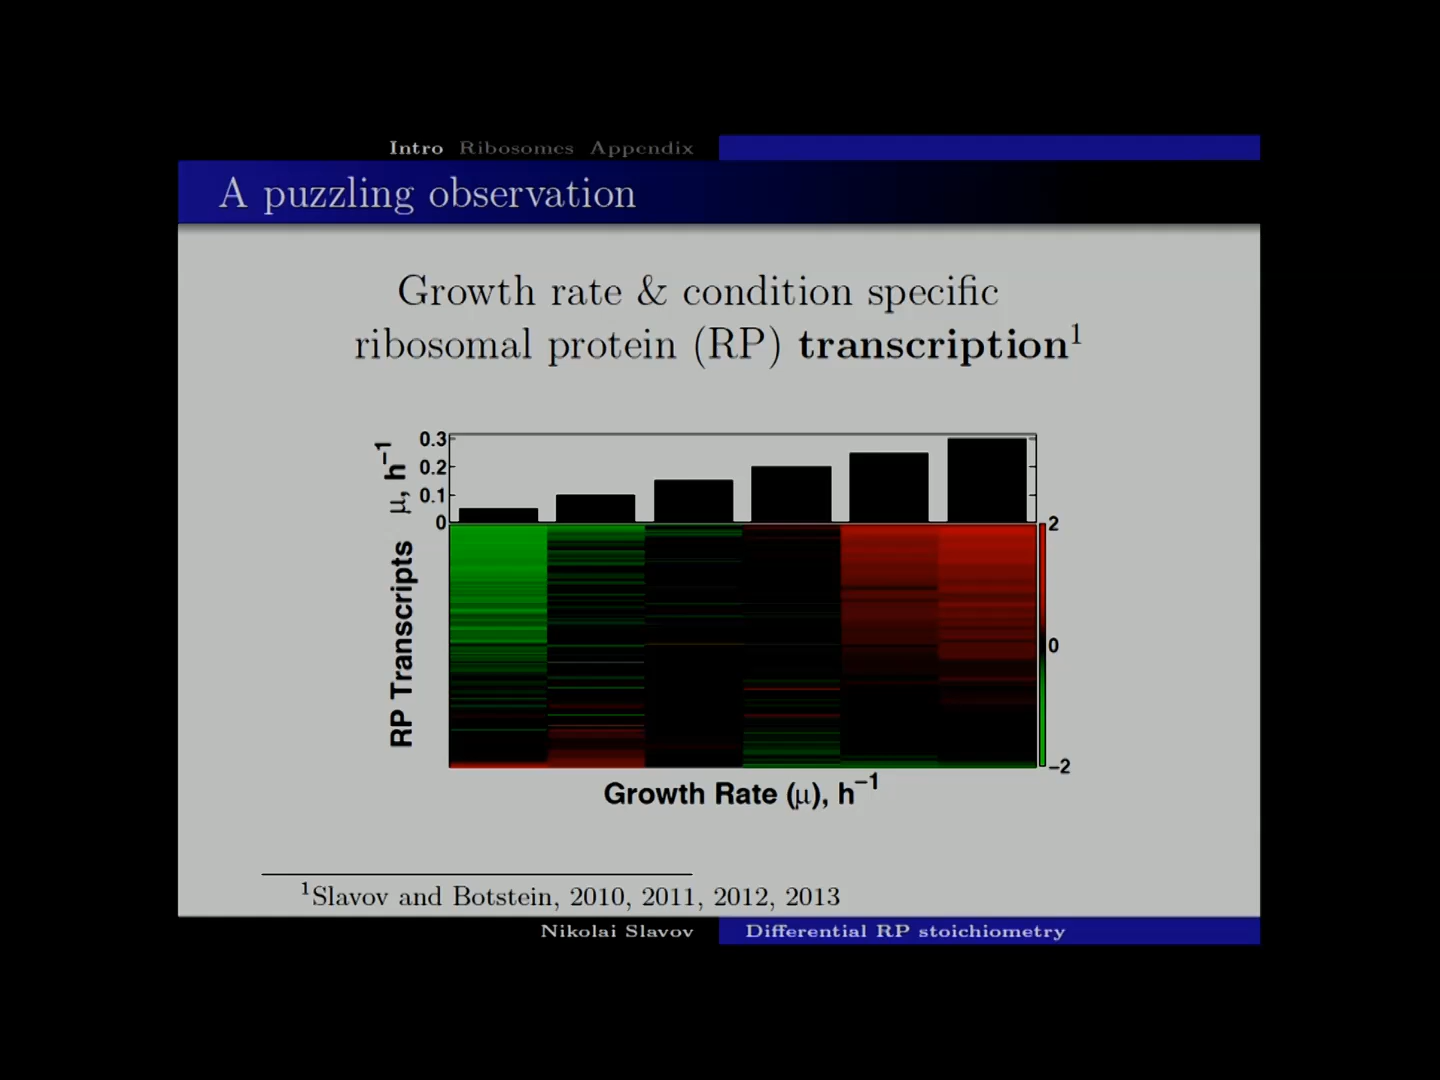 Intro Ribosomes Appendix
A puzzling observation
Growth rate & condition specific
ribosomal protein (RP) transcription¹
μ, h⁻¹
0.3
0.2
0.1
0
RP Transcripts
2
0
−2
Growth Rate (μ), h⁻¹
¹Slavov and Botstein, 2010, 2011, 2012, 2013
Nikolai Slavov Differential RP stoichiometry